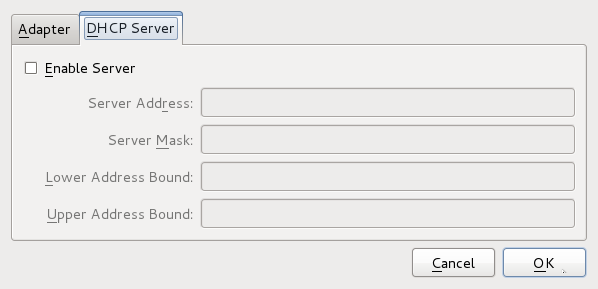 Adapter DHCP Server
Enable Server
Server Address:
Server Mask:
Lower Address Bound:
Upper Address Bound:
Cancel OK